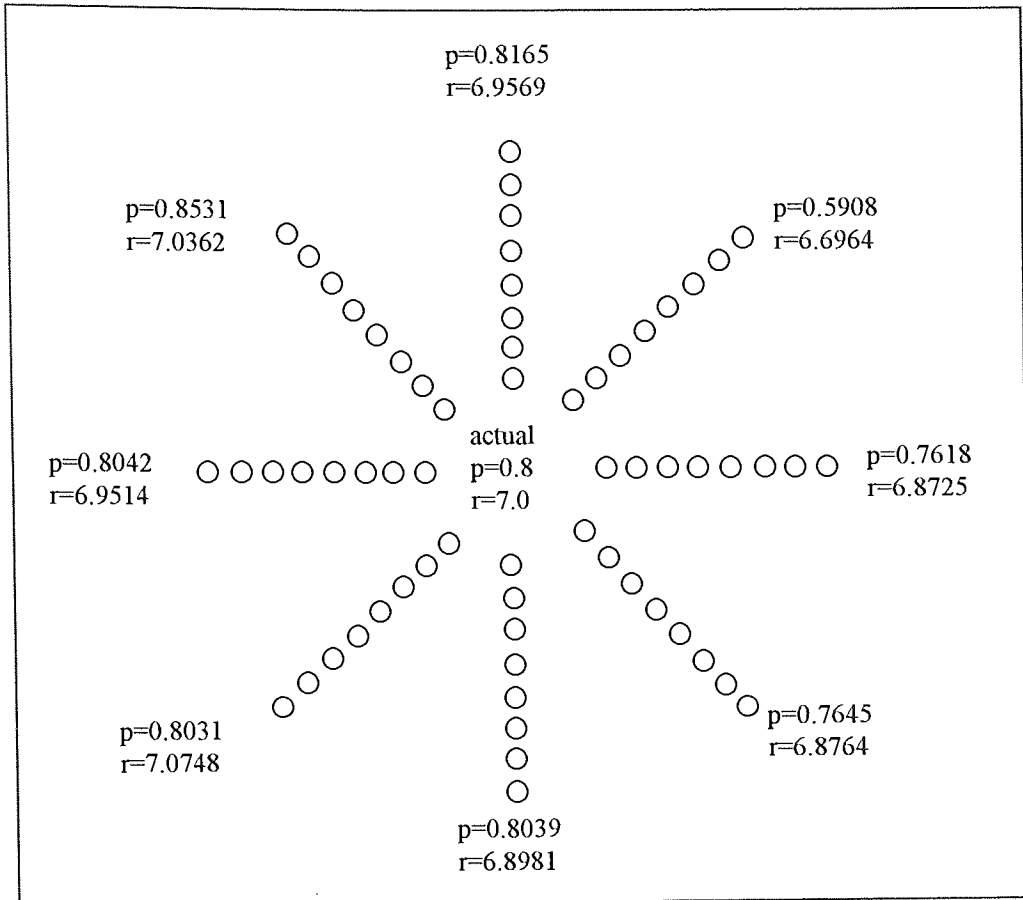 p=0.8165
r=6.9569
p=0.8531
r=7.0362
p=0.5908
r=6.6964
actual
p=0.8
r=7.0
p=0.8042
r=6.9514
p=0.7618
r=6.8725
p=0.8031
r=7.0748
p=0.7645
r=6.8764
p=0.8039
r=6.8981